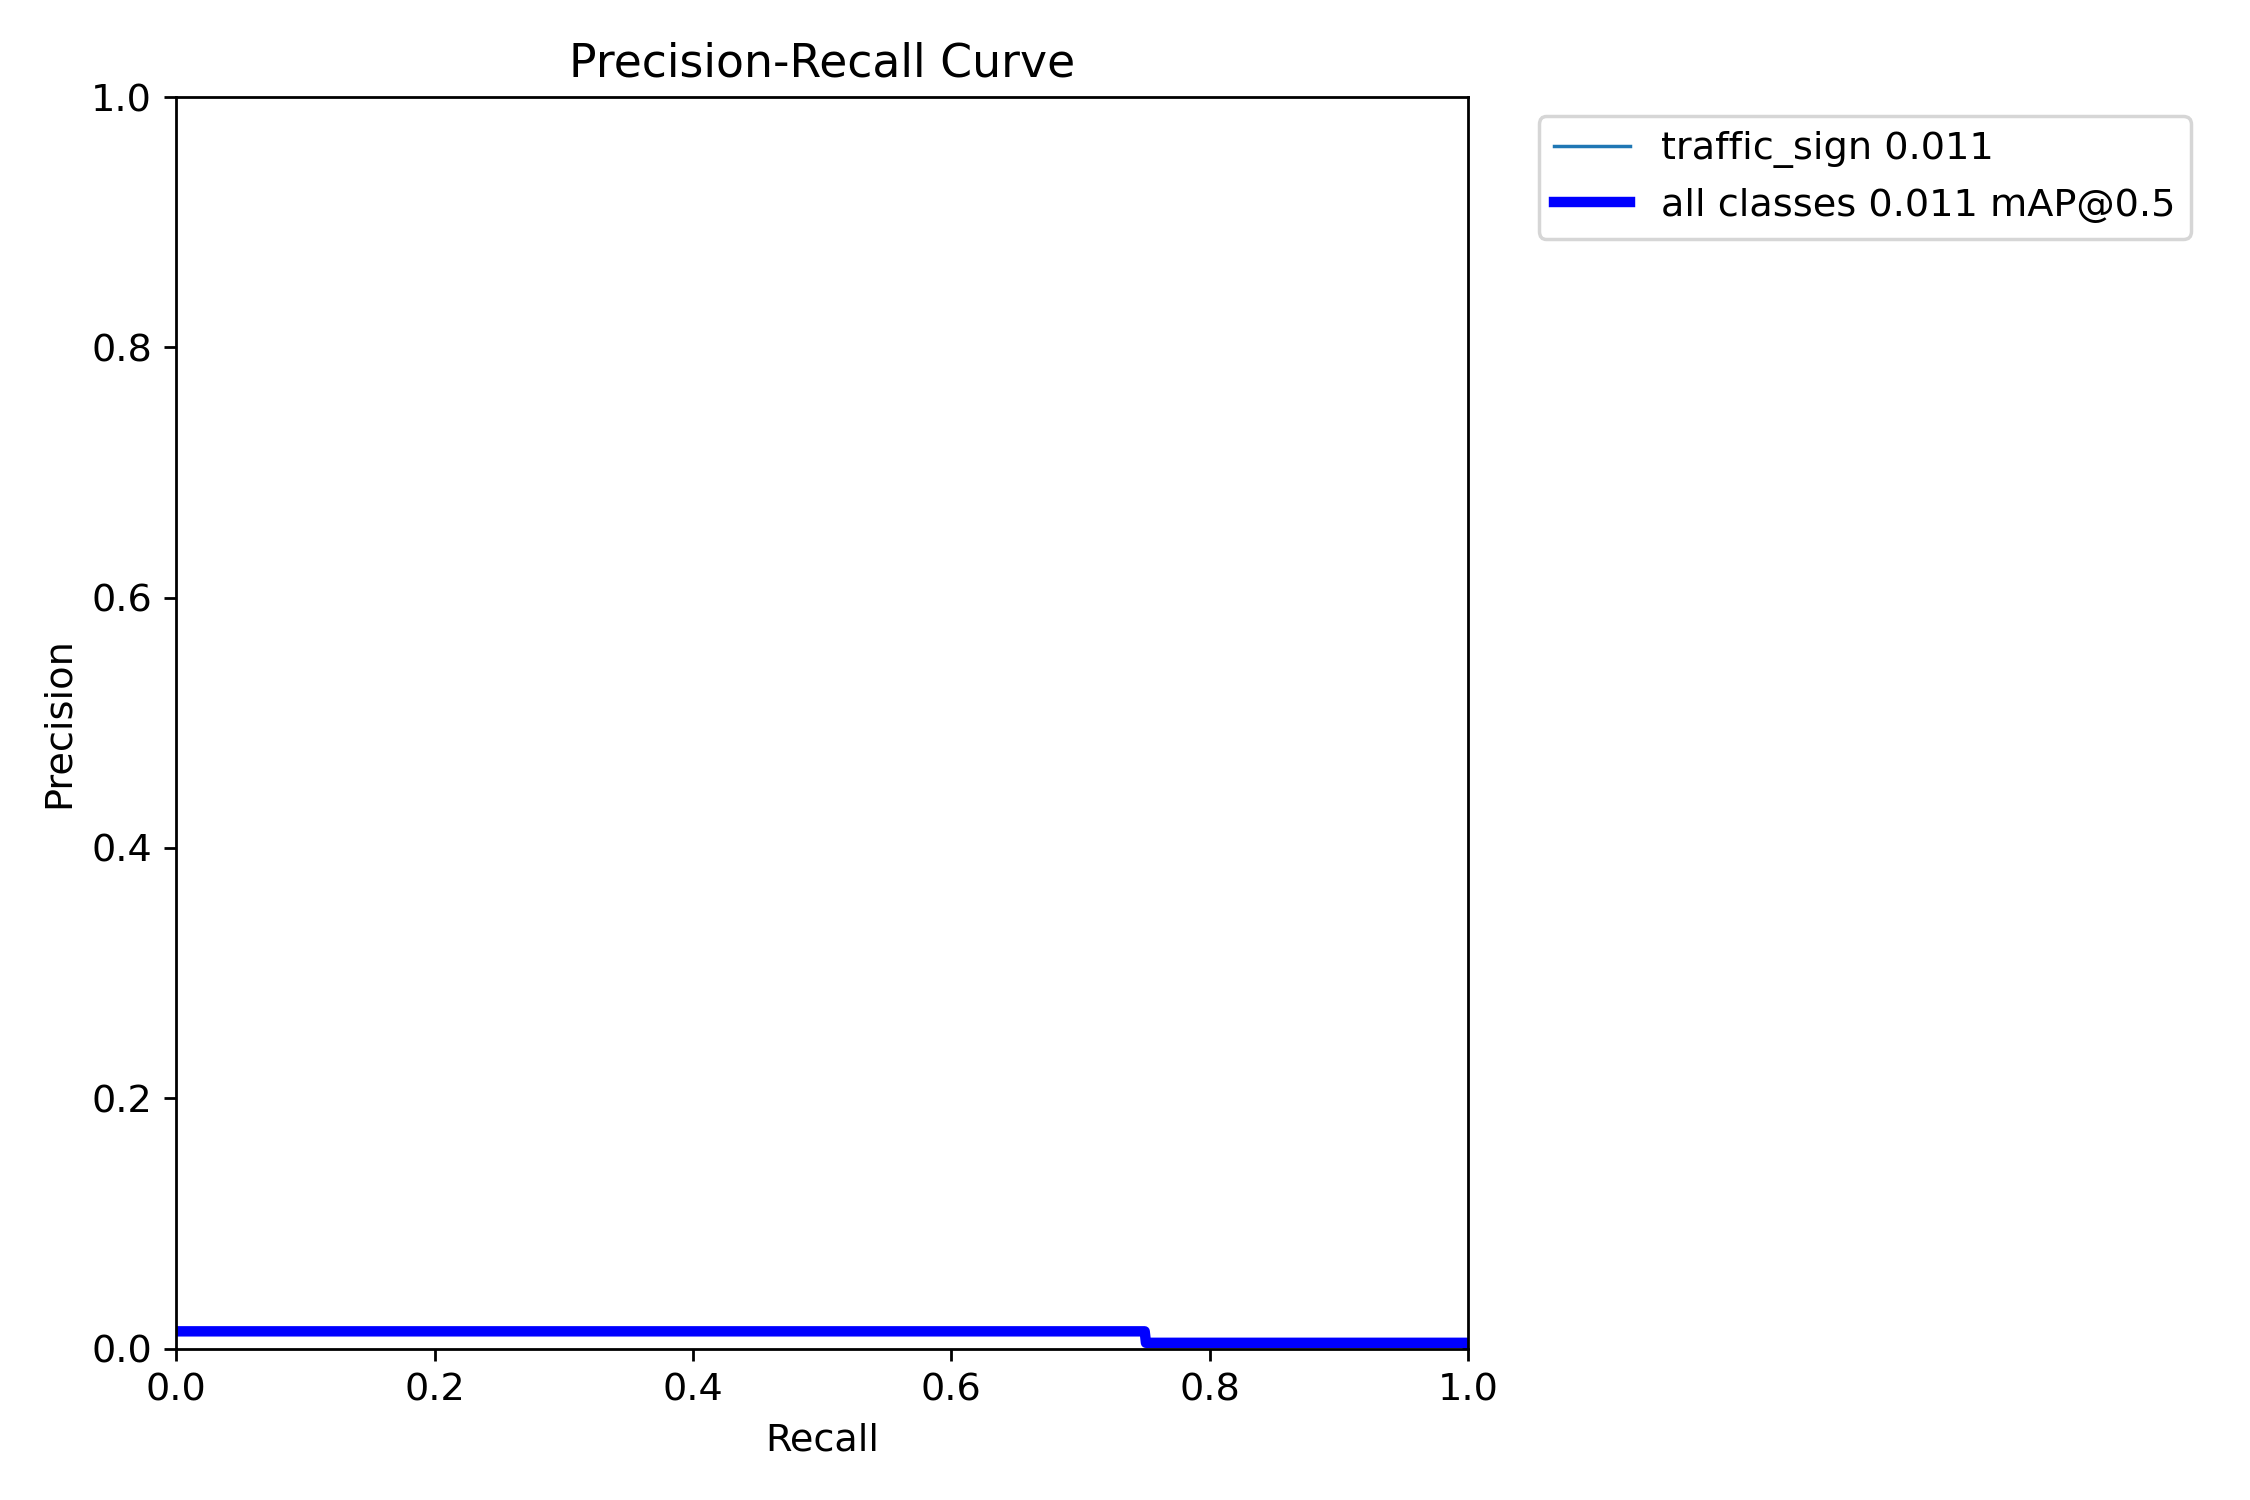 Precision-Recall Curve
1.0
0.8
0.6
0.4
0.2
0.0
Precision
0.0 0.2 0.4 0.6 0.8 1.0
Recall
traffic_sign 0.011
all classes 0.011 mAP@0.5